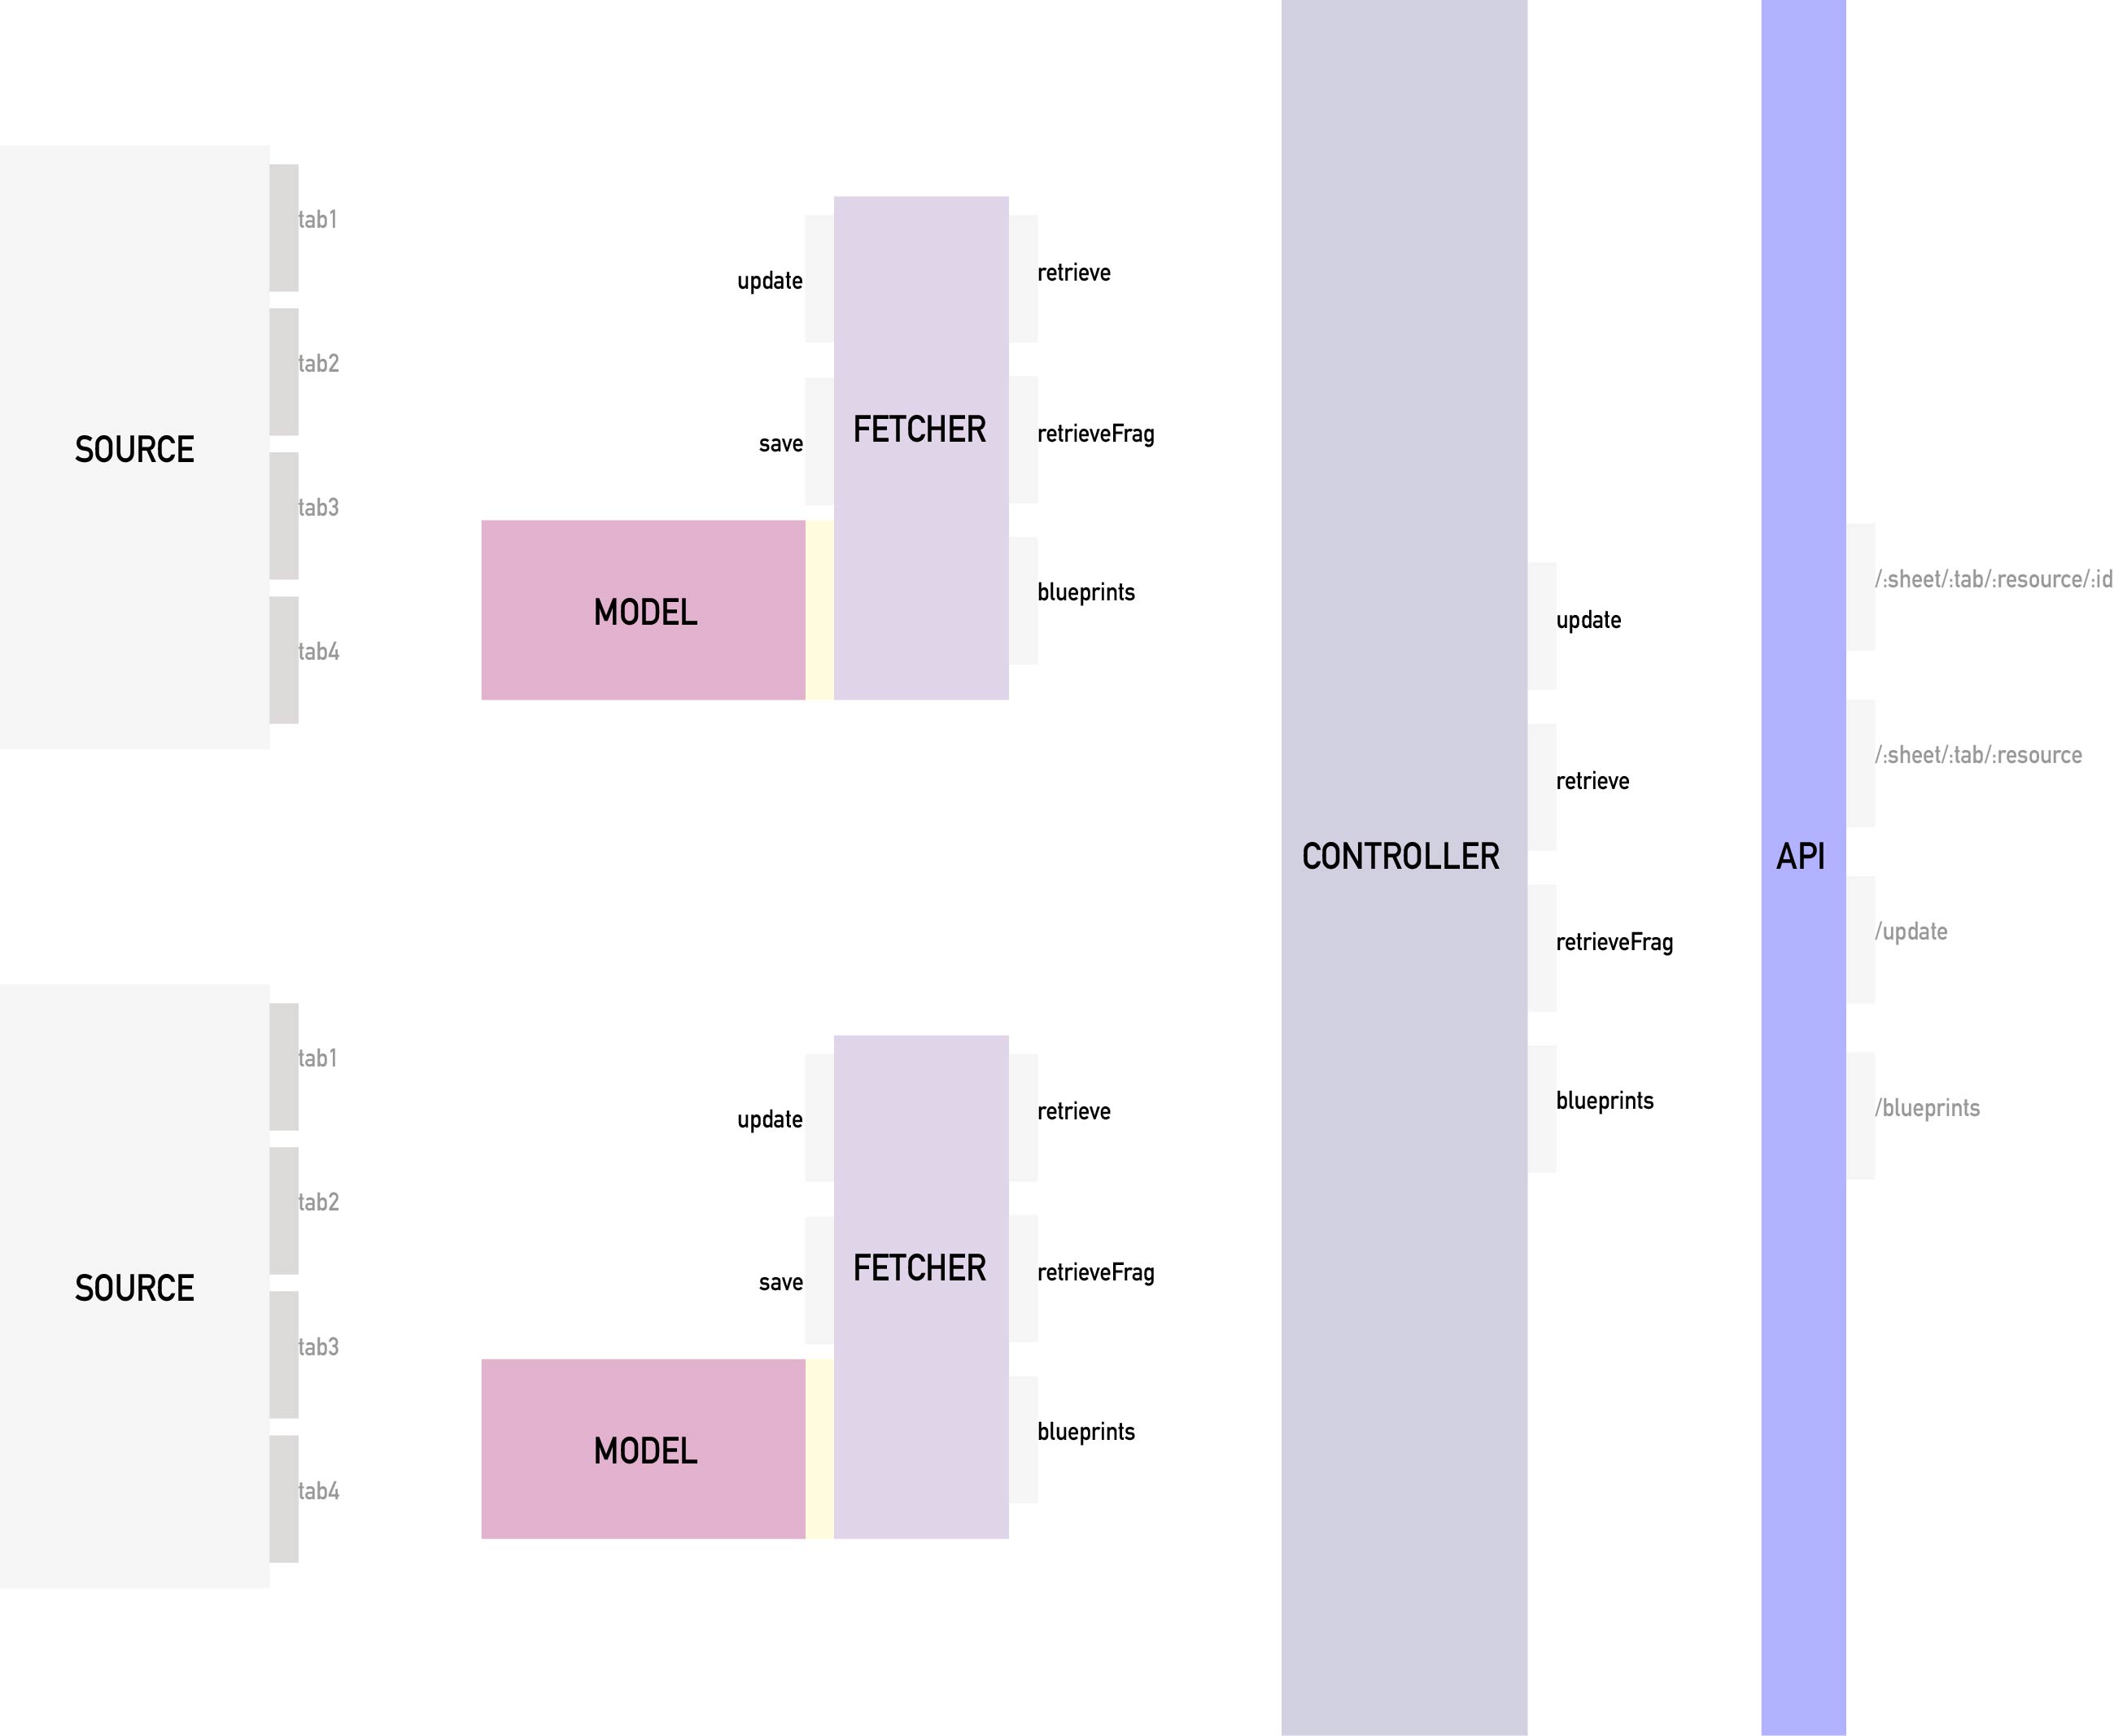 SOURCE
tab1
tab2
tab3
tab4
update
save
MODEL
FETCHER
retrieve
retrieveFrag
blueprints
SOURCE
tab1
tab2
tab3
tab4
update
save
MODEL
FETCHER
retrieve
retrieveFrag
blueprints
CONTROLLER
update
retrieve
retrieveFrag
blueprints
API
/:sheet/:tab/:resource/:id
/:sheet/:tab/:resource
/update
/blueprints